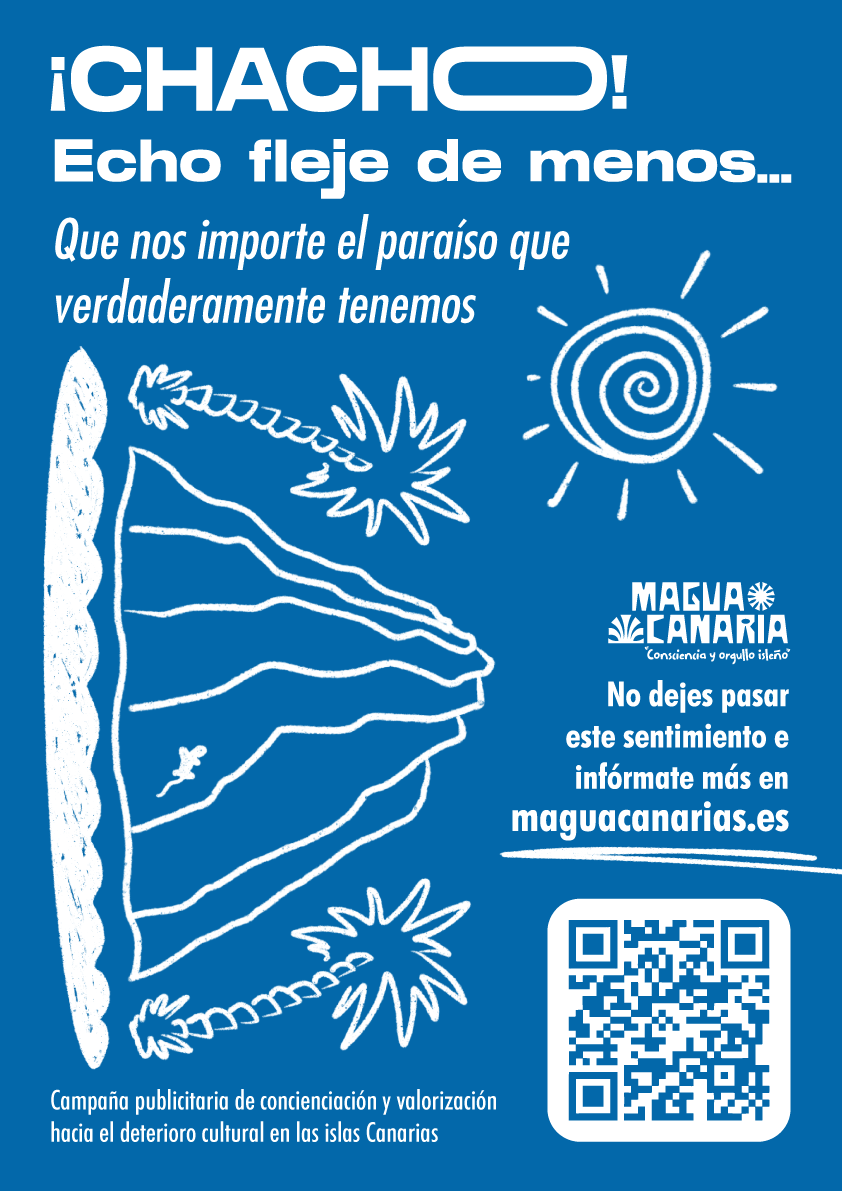 ¡CHACHO!
Echo fleje de menos...
Que nos importe el paraíso que
verdaderamente tenemos
MAGUA
CANARIA
"Consciencia y orgullo isleño"
No dejes pasar
este sentimiento e
infórmate más en
maguacanarias.es
Campaña publicitaria de concienciación y valorización
hacia el deterioro cultural en las islas Canarias